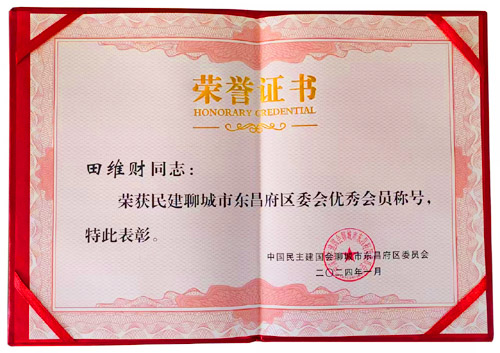 荣誉证书
HONORARY CREDENTIAL
田维财同志：
荣获民建聊城市东昌府区委会优秀会员称号，
特此表彰。
中国民主建国会聊城市东昌府区委员会
二〇二四年一月